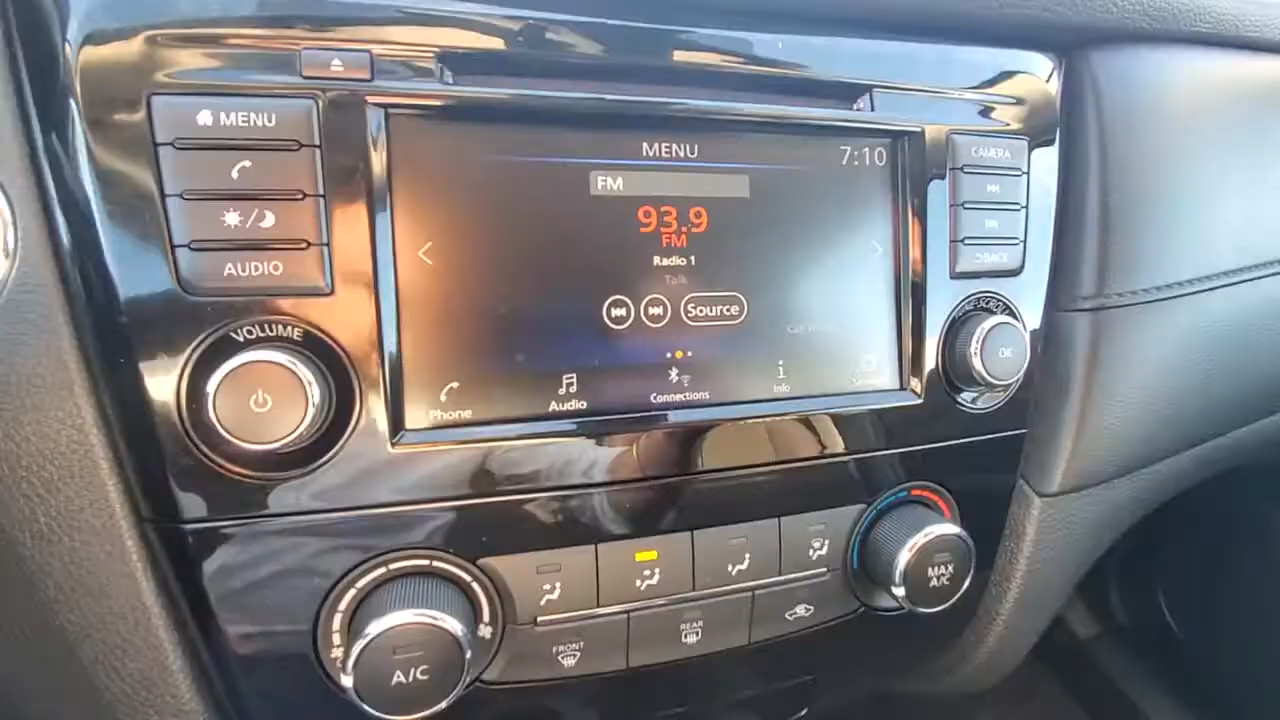 MENU
AUDIO
VOLUME
MENU
7:10
FM
93.9
FM
Radio 1
Talk
Source
Phone
Audio
Connections
Info
CAMERA
BACK
OK
A/C
FRONT
REAR
MAX
A/C